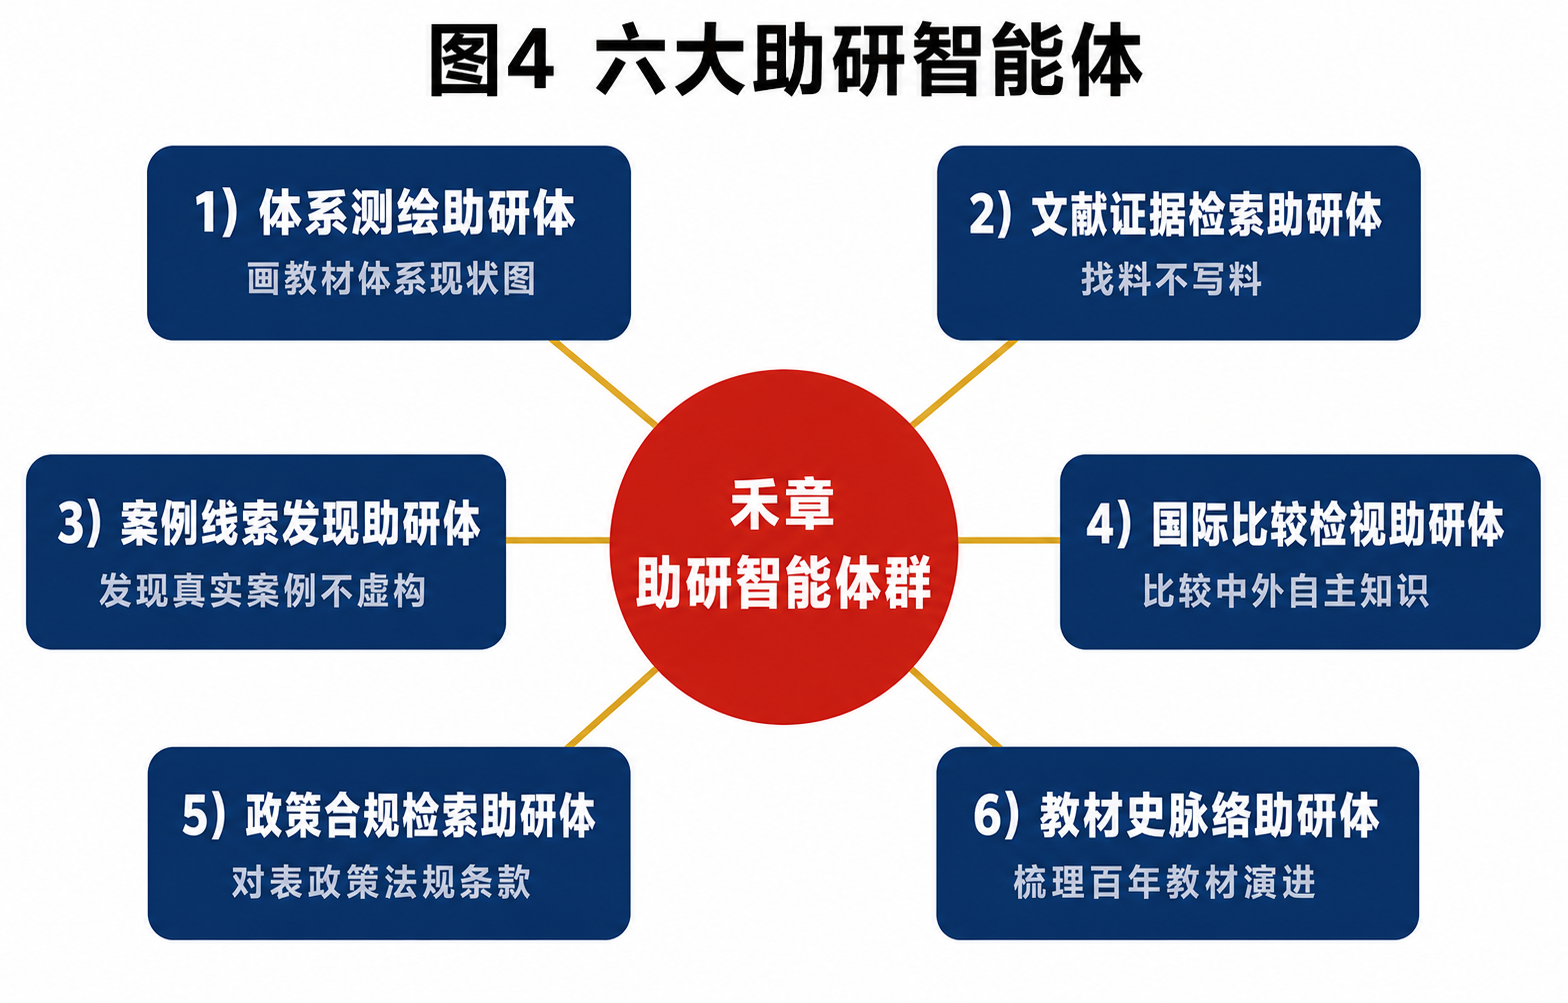 图4 六大助研智能体
1) 体系测绘助研体
画教材体系现状图
2) 文献证据检索助研体
找料不写料
3) 案例线索发现助研体
发现真实案例不虚构
禾章
助研智能体群
4) 国际比较检视助研体
比较中外自主知识
5) 政策合规检索助研体
对表政策法规条款
6) 教材史脉络助研体
梳理百年教材演进